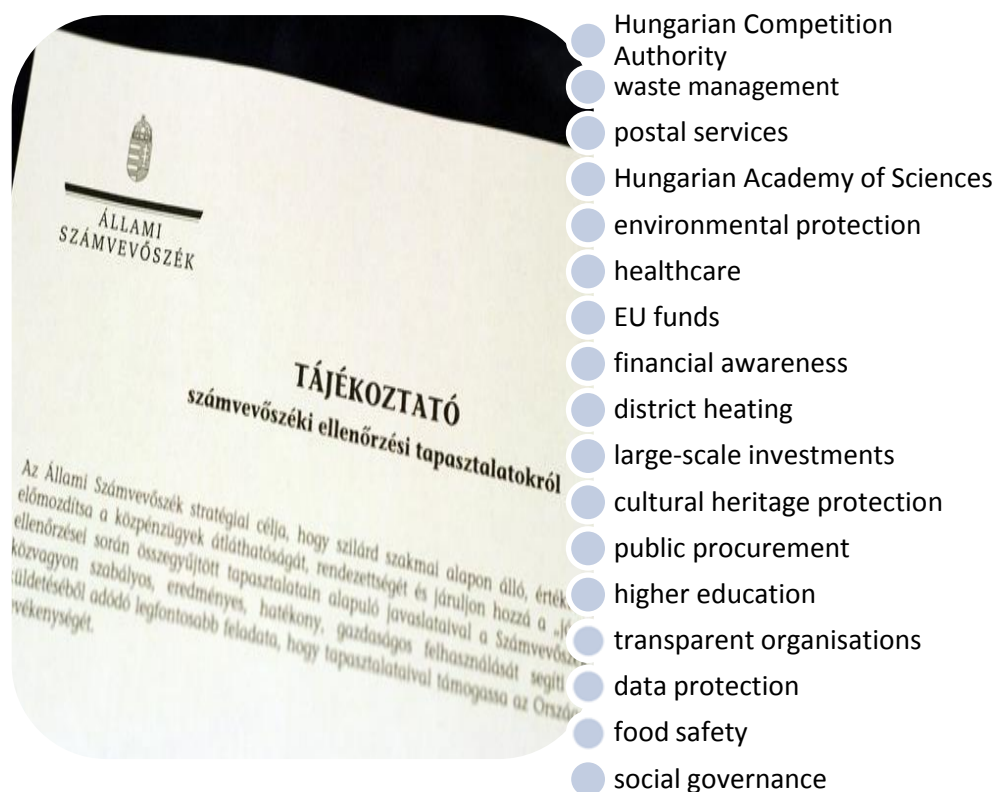 ÁLLAMI
SZÁMVEVŐSZÉK
TÁJÉKOZTATÓ
számvevőszéki ellenőrzési tapasztalatokról
Az Állami Számvevőszék stratégiai célja, hogy szilárd szakmai alapon álló, érték
előmozdítsa a közpénzügyek átláthatóságát, rendezettségét és járuljon hozzá a „J
ellenőrzései során összegyűjtött tapasztalatain alapuló javaslataival a Számvevősz
közvagyon szabályos, eredményes, hatékony, gazdaságos felhasználását segíti
küldetéséből adódó legfontosabb feladata, hogy tapasztalataival támogassa az Orszá
evékenységét.
Hungarian Competition
Authority
waste management
postal services
Hungarian Academy of Sciences
environmental protection
healthcare
EU funds
financial awareness
district heating
large-scale investments
cultural heritage protection
public procurement
higher education
transparent organisations
data protection
food safety
social governance